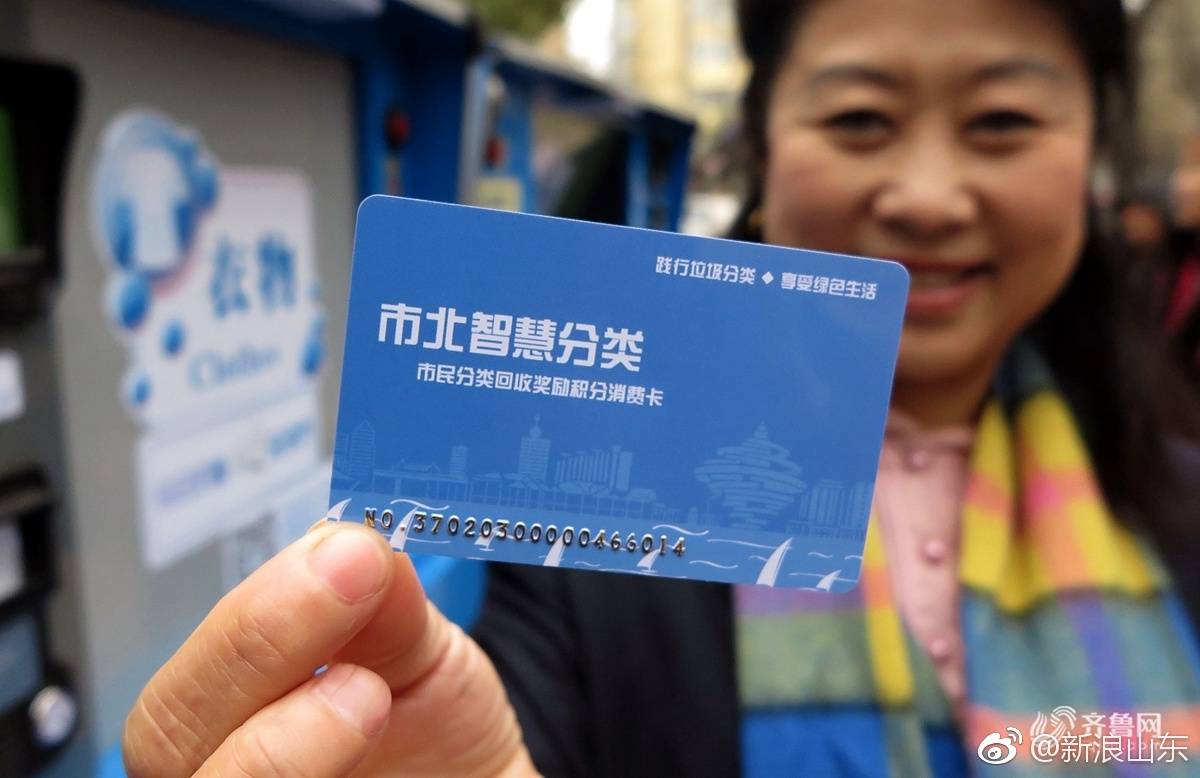 践行垃圾分类◆享受绿色生活
市北智慧分类
市民分类回收奖励积分消费卡
NO.37020300000466014
衣物
Clothes
齐鲁网
@新浪山东